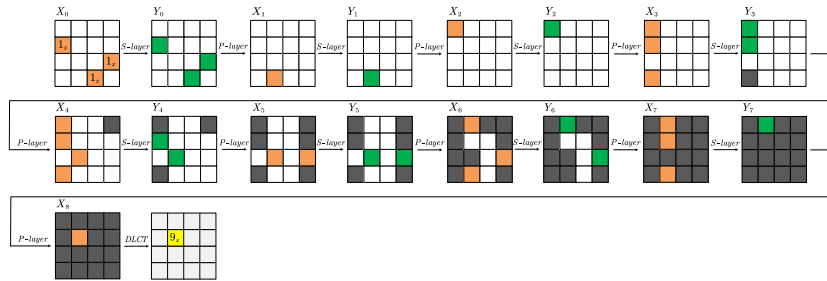 X₀ Y₀ X₁ Y₁ X₂ Y₂ X₃ Y₃
1ₓ S-layer P-layer S-layer P-layer S-layer P-layer S-layer
1ₓ
1ₓ
X₄ Y₄ X₅ Y₅ X₆ Y₆ X₇ Y₇
P-layer S-layer P-layer S-layer P-layer S-layer P-layer S-layer
X₈
9ₓ
P-layer DLCT